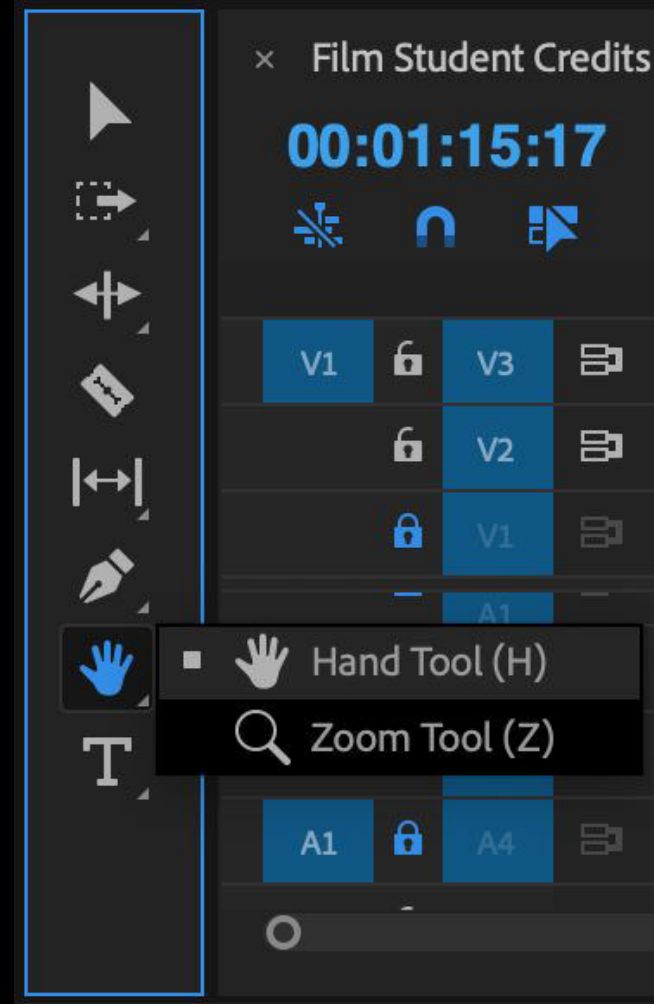 × Film Student Credits
00:01:15:17
V1 V3
V2
V1
A1
Hand Tool (H)
Zoom Tool (Z)
T
A1 A4